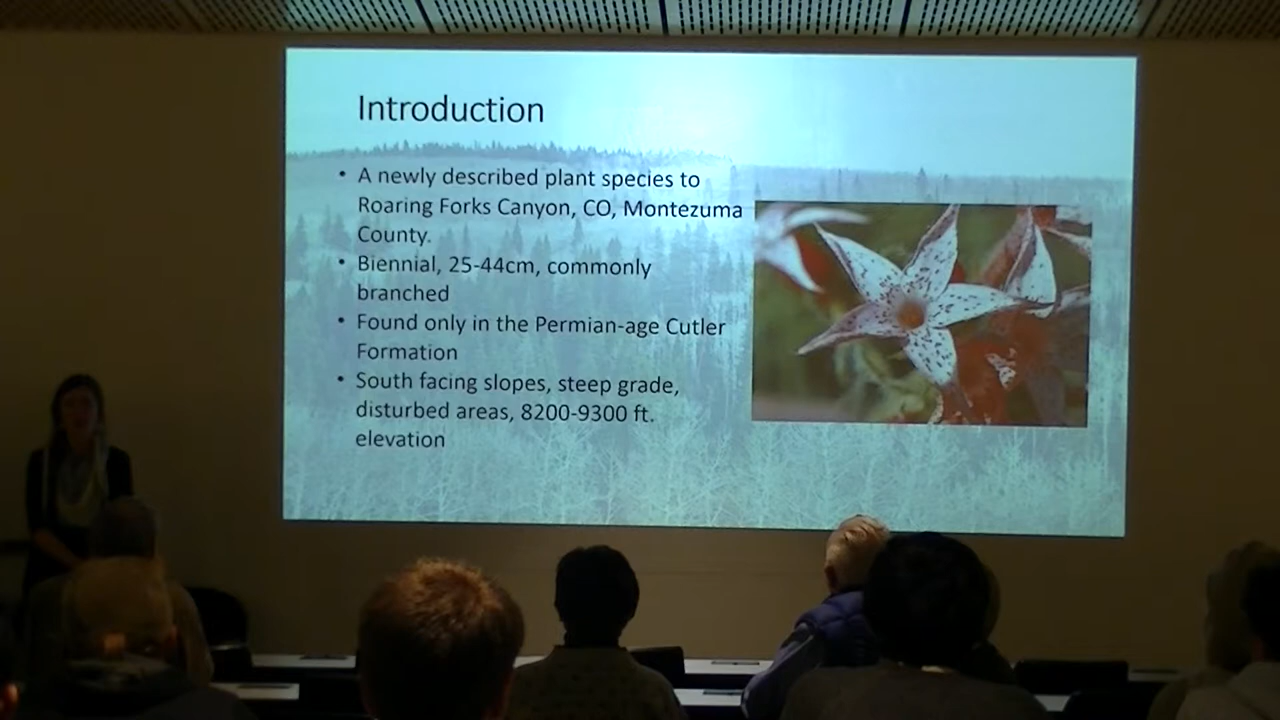 Introduction
• A newly described plant species to
Roaring Forks Canyon, CO, Montezuma
County.
• Biennial, 25-44cm, commonly
branched
• Found only in the Permian-age Cutler
Formation
• South facing slopes, steep grade,
disturbed areas, 8200-9300 ft.
elevation